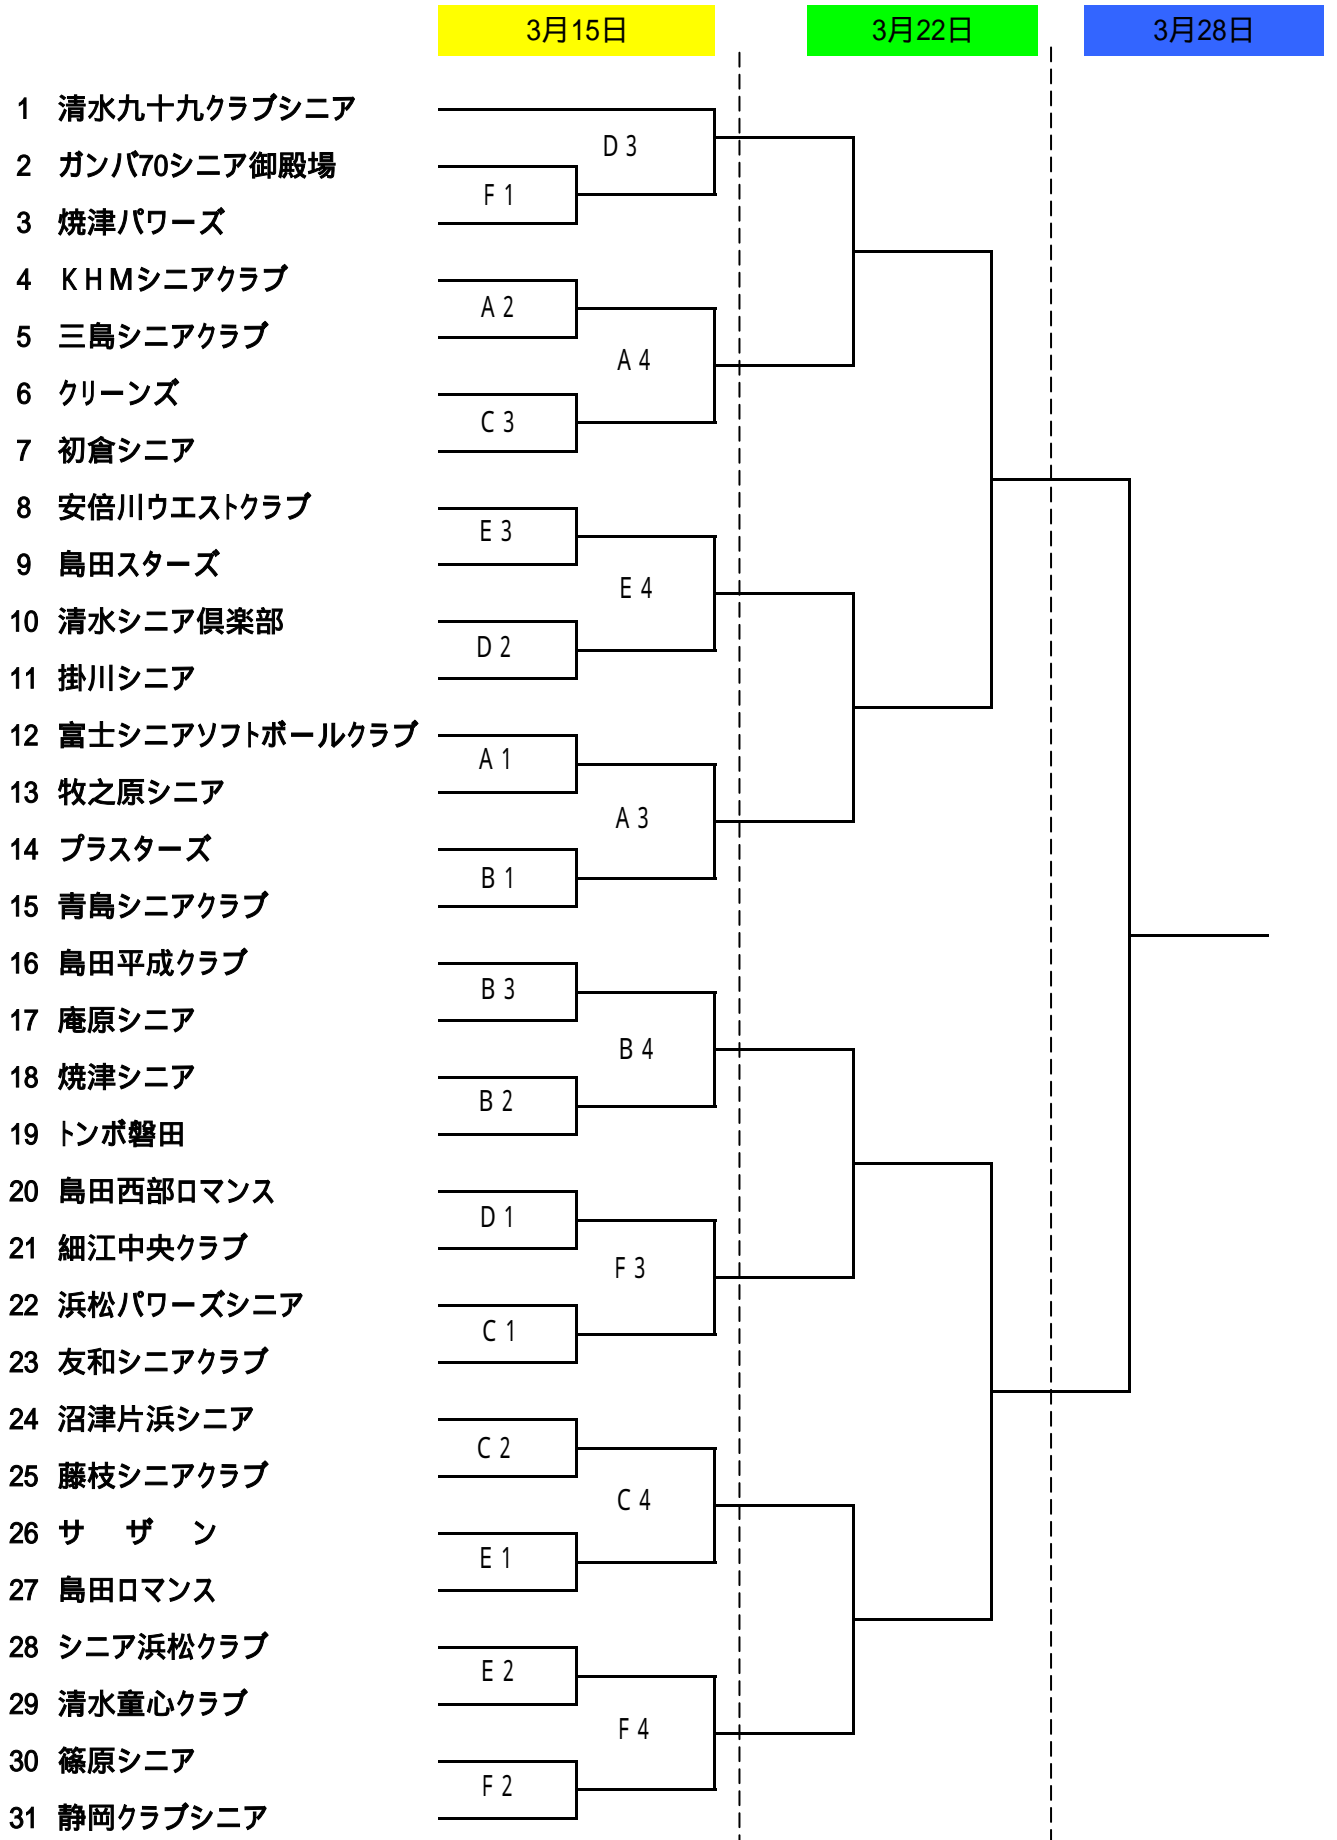 3月15日 3月22日 3月28日
1 清水九十九クラブシニア
D 3
2 ガンバ70シニア御殿場
F 1
3 焼津パワーズ
4 KHMシニアクラブ
A 2
5 三島シニアクラブ
A 4
6 クリーンズ
C 3
7 初倉シニア
8 安倍川ウエストクラブ
E 3
9 島田スターズ
E 4
10 清水シニア倶楽部
D 2
11 掛川シニア
12 富士シニアソフトボールクラブ
A 1
13 牧之原シニア
A 3
14 プラスターズ
B 1
15 青島シニアクラブ
16 島田平成クラブ
B 3
17 庵原シニア
B 4
18 焼津シニア
B 2
19 トンボ磐田
20 島田西部ロマンス
D 1
21 細江中央クラブ
F 3
22 浜松パワーズシニア
C 1
23 友和シニアクラブ
24 沼津片浜シニア
C 2
25 藤枝シニアクラブ
C 4
26 サ ザ ン
E 1
27 島田ロマンス
28 シニア浜松クラブ
E 2
29 清水童心クラブ
F 4
30 篠原シニア
F 2
31 静岡クラブシニア